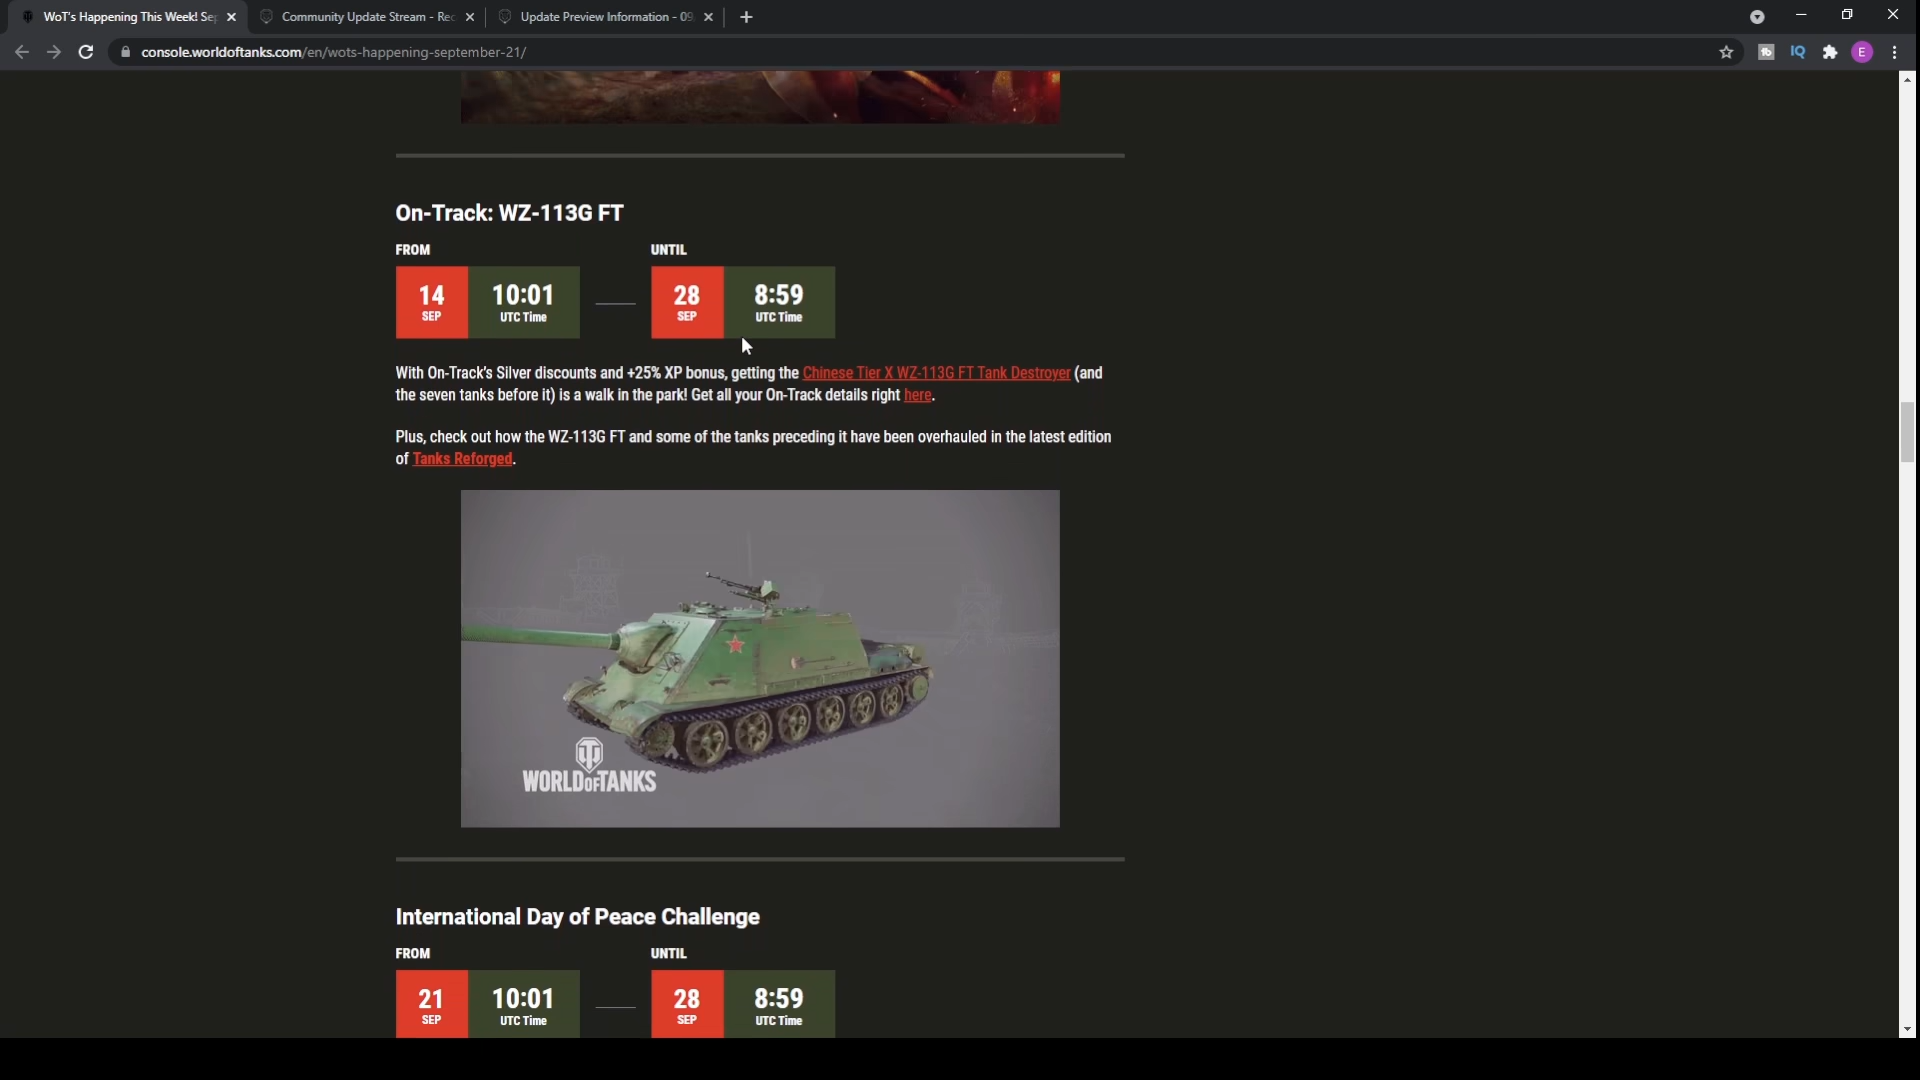 WoT's Happening This Week! Se
Community Update Stream - Rec
Update Preview Information - 09
console.worldoftanks.com/en/wots-happening-september-21/
IQ
E
On-Track: WZ-113G FT
FROM
UNTIL
14
SEP
10:01
UTC Time
28
SEP
8:59
UTC Time
With On-Track's Silver discounts and +25% XP bonus, getting the Chinese Tier X WZ-113G FT Tank Destroyer (and
the seven tanks before it) is a walk in the park! Get all your On-Track details right here.
Plus, check out how the WZ-113G FT and some of the tanks preceding it have been overhauled in the latest edition
of Tanks Reforged.
WORLD OF TANKS
International Day of Peace Challenge
FROM
UNTIL
21
SEP
10:01
UTC Time
28
SEP
8:59
UTC Time